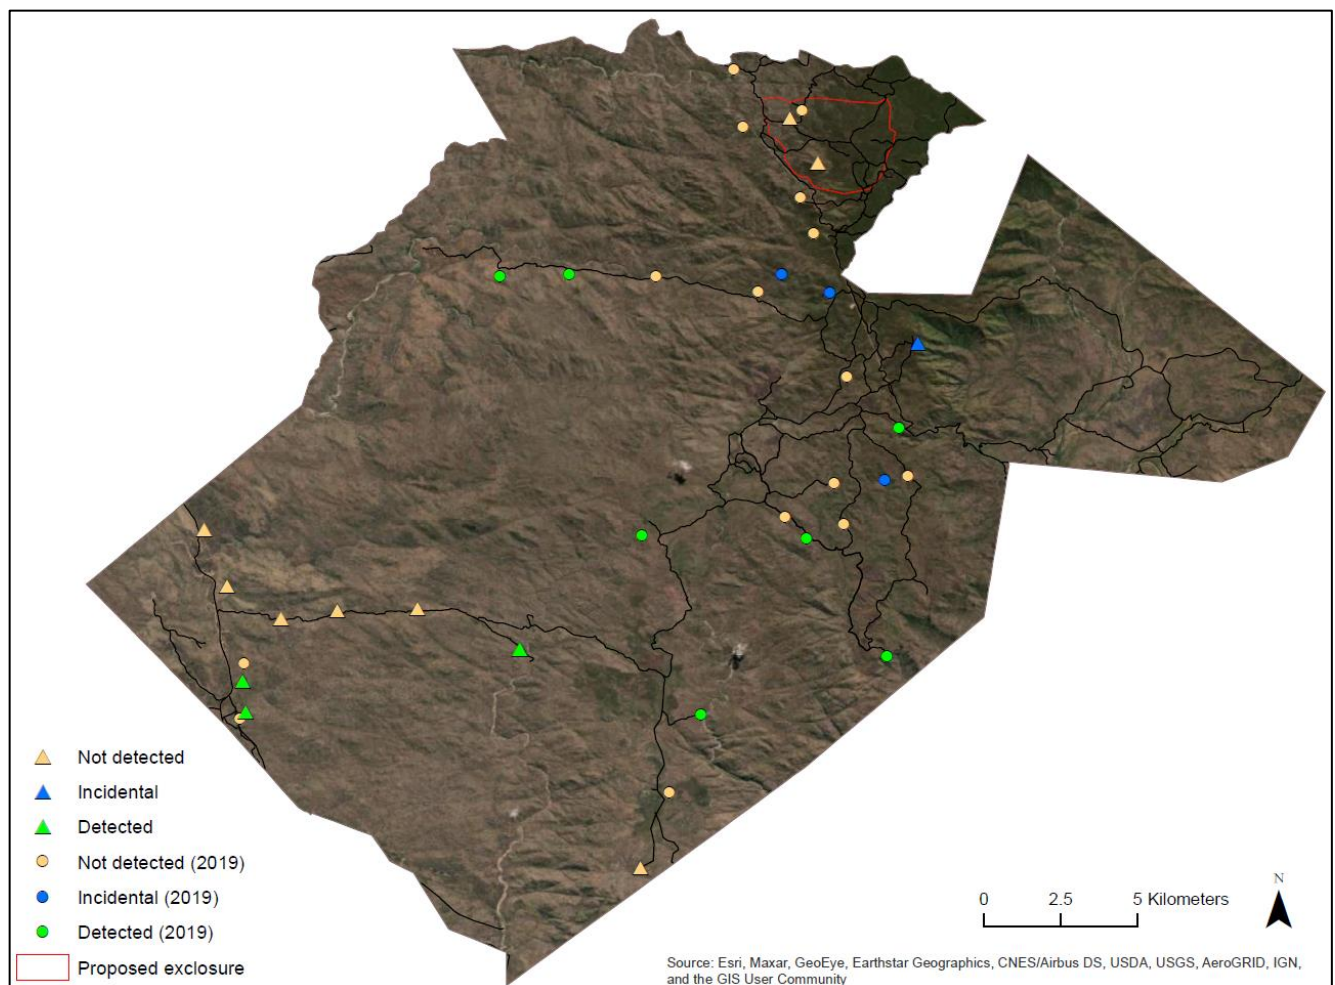 Not detected
Incidental
Detected
Not detected (2019)
Incidental (2019)
Detected (2019)
Proposed exclosure
N
0 2.5 5 Kilometers
Source: Esri, Maxar, GeoEye, Earthstar Geographics, CNES/Airbus DS, USDA, USGS, AeroGRID, IGN,
and the GIS User Community